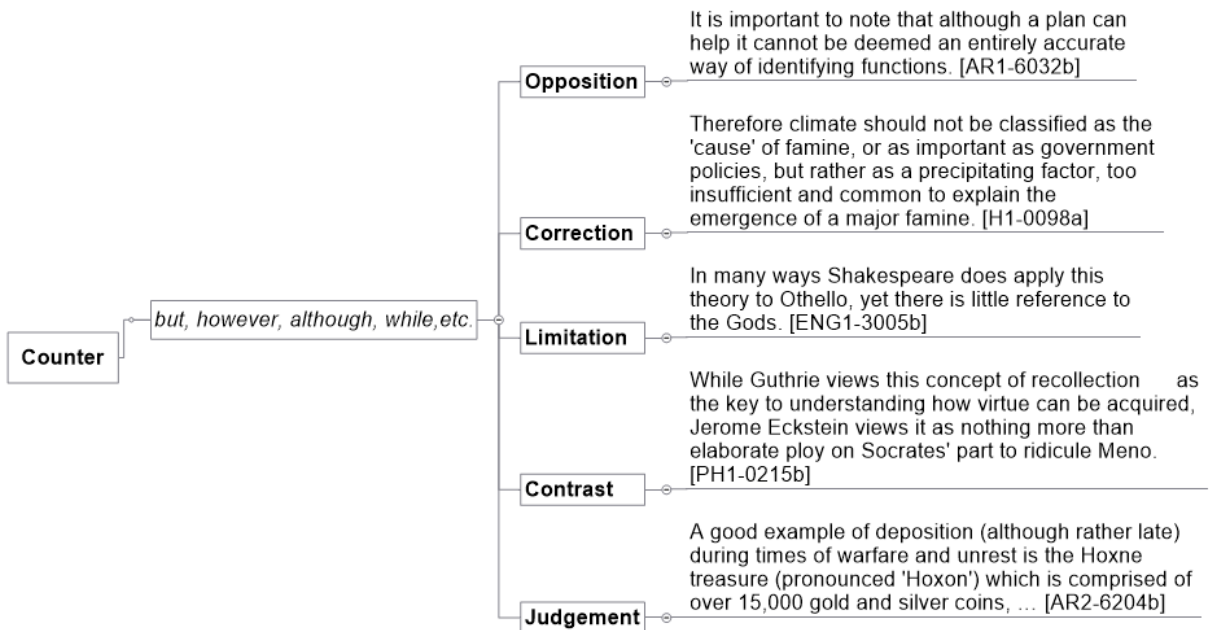 Counter
but, however, although, while,etc.
Opposition
It is important to note that although a plan can
help it cannot be deemed an entirely accurate
way of identifying functions. [AR1-6032b]
Correction
Therefore climate should not be classified as the
'cause' of famine, or as important as government
policies, but rather as a precipitating factor, too
insufficient and common to explain the
emergence of a major famine. [H1-0098a]
Limitation
In many ways Shakespeare does apply this
theory to Othello, yet there is little reference to
the Gods. [ENG1-3005b]
Contrast
While Guthrie views this concept of recollection as
the key to understanding how virtue can be acquired,
Jerome Eckstein views it as nothing more than
elaborate ploy on Socrates' part to ridicule Meno.
[PH1-0215b]
Judgement
A good example of deposition (although rather late)
during times of warfare and unrest is the Hoxne
treasure (pronounced 'Hoxon') which is comprised of
over 15,000 gold and silver coins, ... [AR2-6204b]